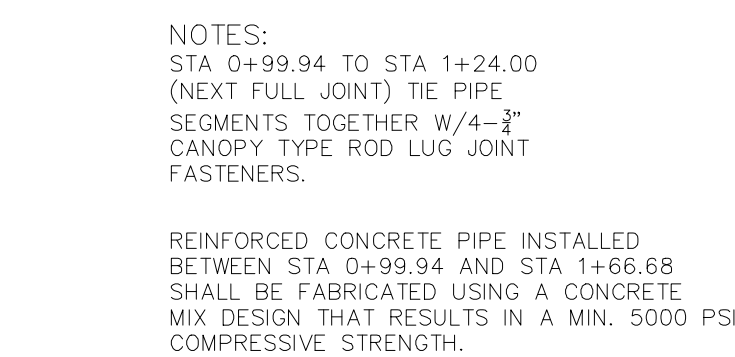 NOTES:
STA 0+99.94 TO STA 1+24.00
(NEXT FULL JOINT) TIE PIPE
SEGMENTS TOGETHER W/4-¾"
CANOPY TYPE ROD LUG JOINT
FASTENERS.
REINFORCED CONCRETE PIPE INSTALLED
BETWEEN STA 0+99.94 AND STA 1+66.68
SHALL BE FABRICATED USING A CONCRETE
MIX DESIGN THAT RESULTS IN A MIN. 5000 PSI
COMPRESSIVE STRENGTH.